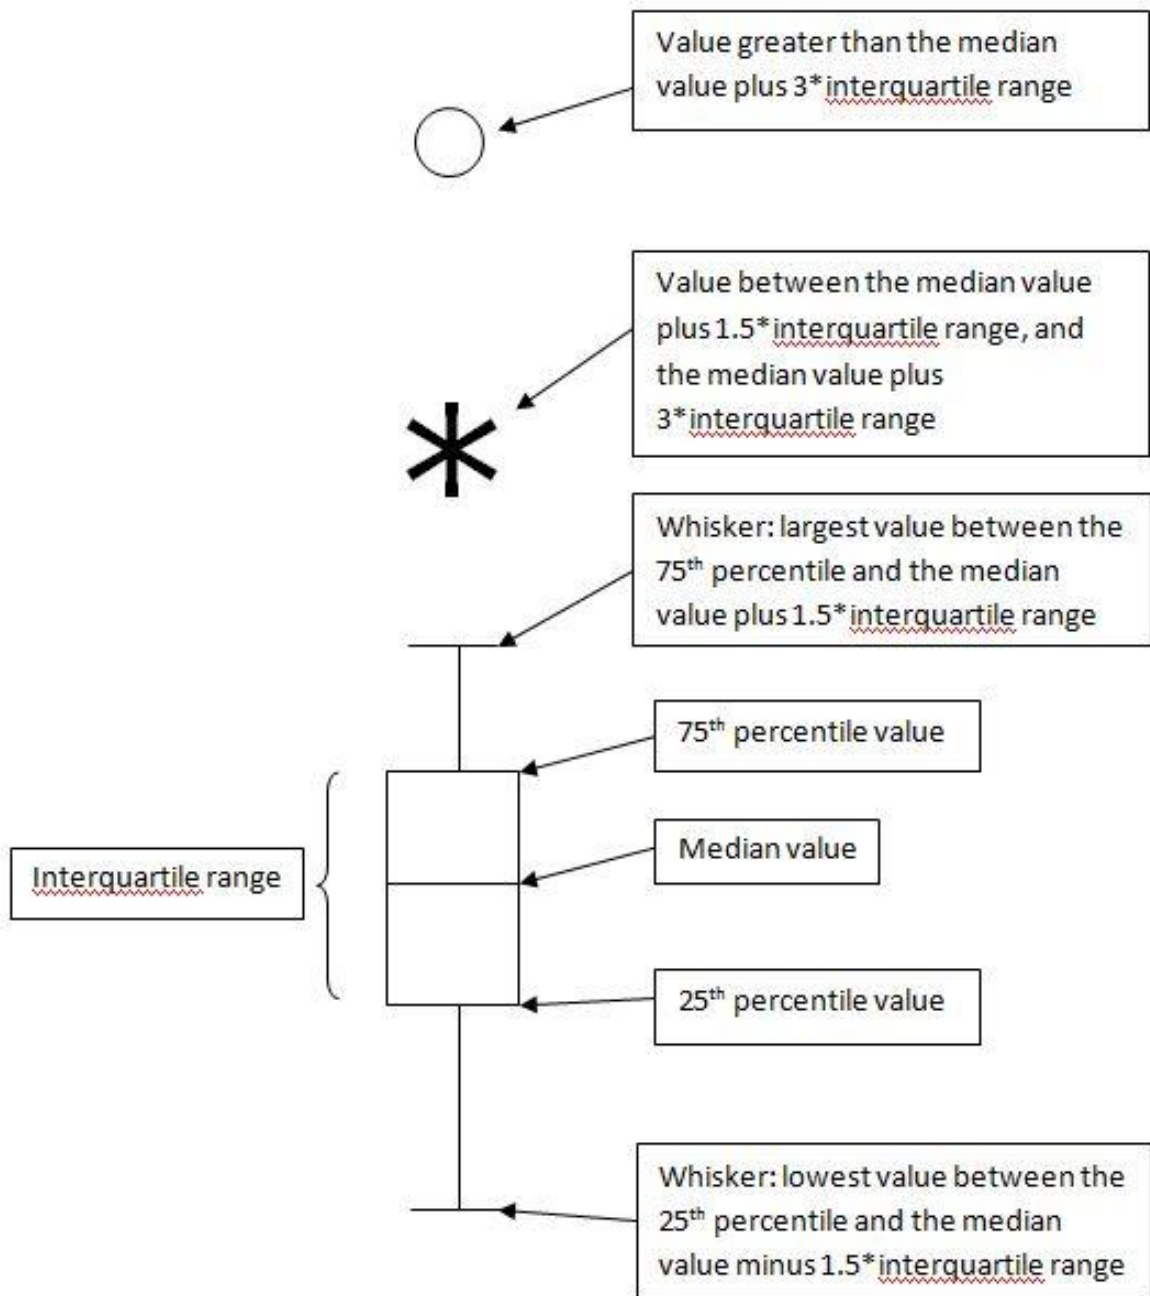 Value greater than the median
value plus 3*interquartile range
Value between the median value
plus 1.5*interquartile range, and
the median value plus
3*interquartile range
Whisker: largest value between the
75th percentile and the median
value plus 1.5*interquartile range
75th percentile value
Median value
Interquartile range
25th percentile value
Whisker: lowest value between the
25th percentile and the median
value minus 1.5*interquartile range